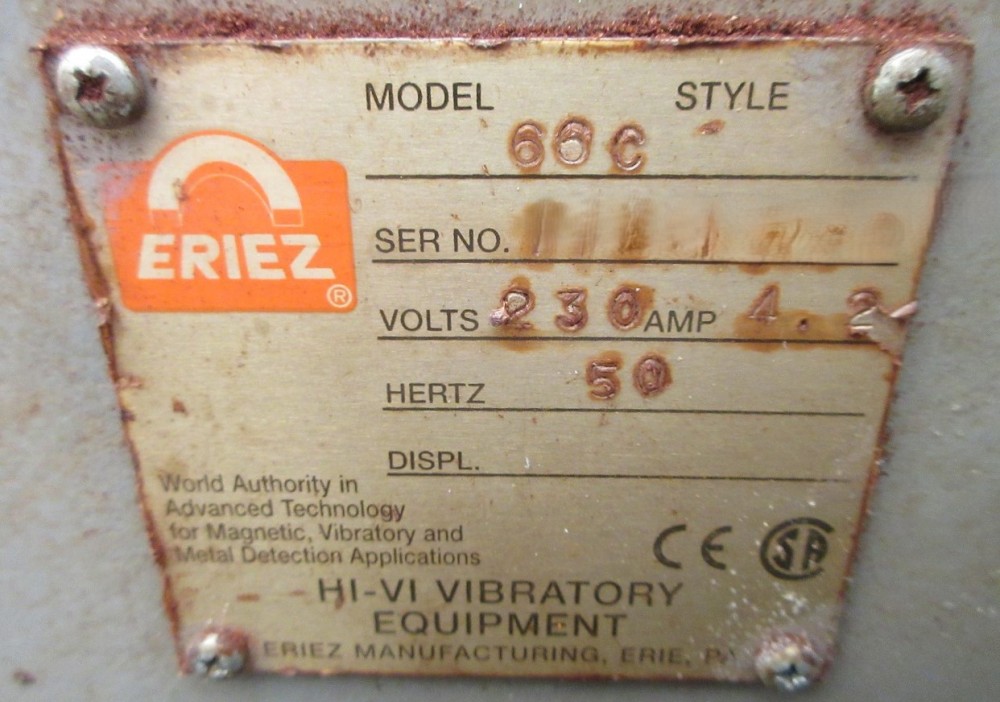 MODEL STYLE
66C
ERIEZ ®
SER NO.
VOLTS 230 AMP 4.2
HERTZ 50
DISPL.
World Authority in
Advanced Technology
for Magnetic, Vibratory and
Metal Detection Applications
CE SA
HI-VI VIBRATORY
EQUIPMENT
ERIEZ MANUFACTURING, ERIE,